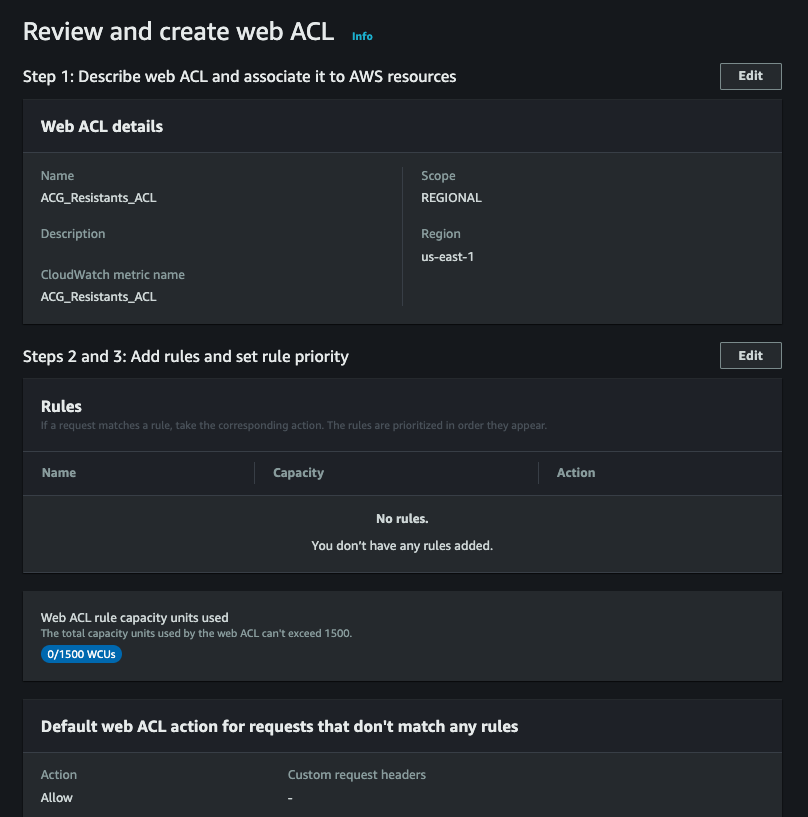 Review and create web ACL Info
Step 1: Describe web ACL and associate it to AWS resources
Edit
Web ACL details
Name
ACG_Resistants_ACL
Description
CloudWatch metric name
ACG_Resistants_ACL
Scope
REGIONAL
Region
us-east-1
Steps 2 and 3: Add rules and set rule priority
Edit
Rules
If a request matches a rule, take the corresponding action. The rules are prioritized in order they appear.
Name Capacity Action
No rules.
You don't have any rules added.
Web ACL rule capacity units used
The total capacity units used by the web ACL can't exceed 1500.
0/1500 WCUs
Default web ACL action for requests that don't match any rules
Action
Allow
Custom request headers
-